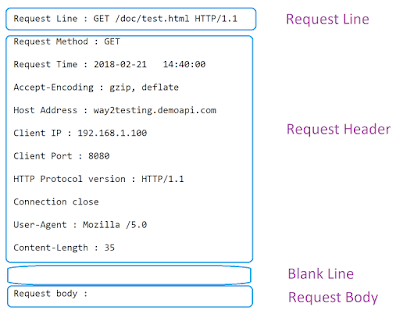 Request Line : GET /doc/test.html HTTP/1.1 Request Line
Request Method : GET
Request Time : 2018-02-21 14:40:00
Accept-Encoding : gzip, deflate
Host Address : way2testing.demoapi.com
Client IP : 192.168.1.100
Request Header
Client Port : 8080
HTTP Protocol version : HTTP/1.1
Connection close
User-Agent : Mozilla /5.0
Content-Length : 35
Blank Line
Request body : Request Body